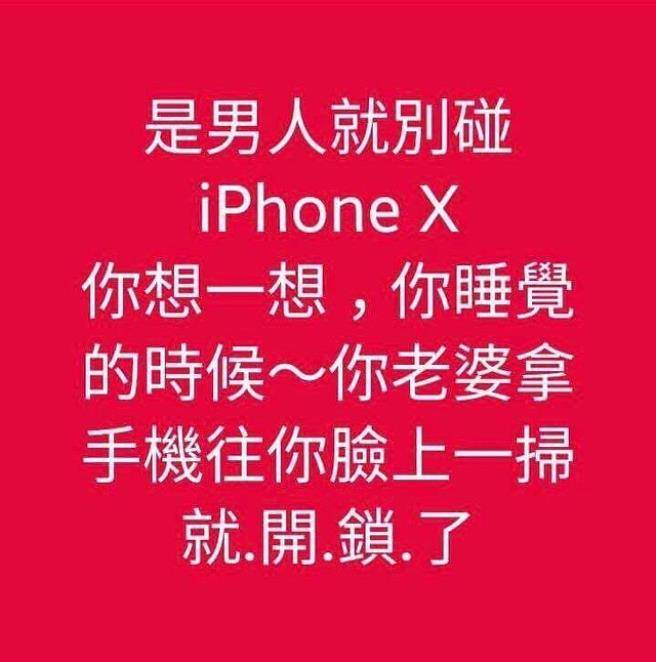 是男人就別碰
iPhone X
你想一想，你睡覺
的時候～你老婆拿
手機往你臉上一掃
就.開.鎖.了